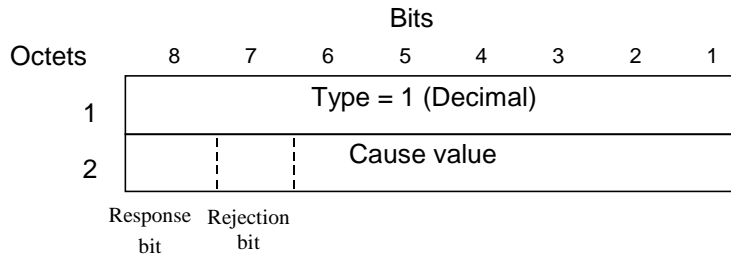 Bits
Octets 8 7 6 5 4 3 2 1
1 Type = 1 (Decimal)
2 Cause value
Response Rejection
bit bit